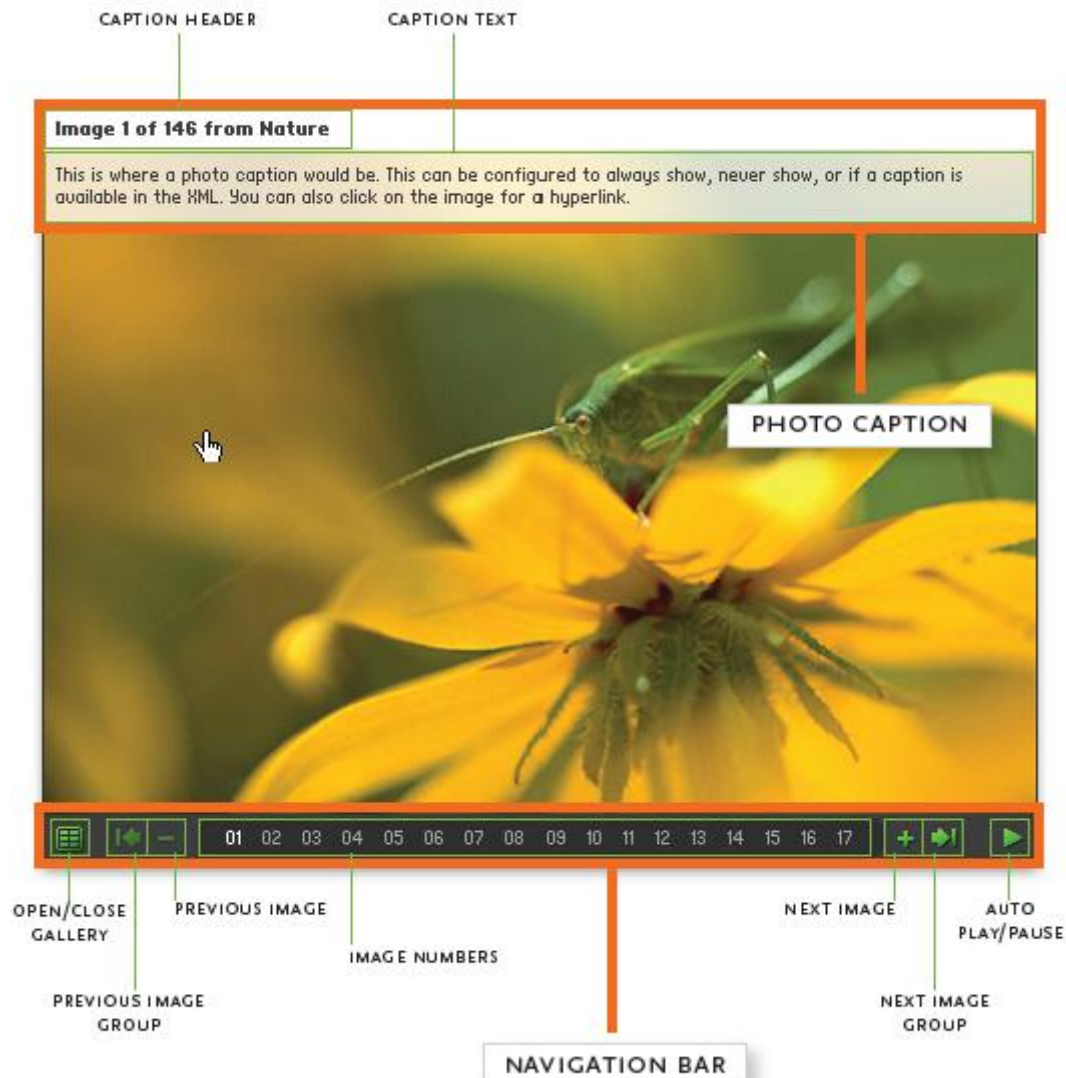 CAPTION HEADER
CAPTION TEXT
Image 1 of 146 from Nature
This is where a photo caption would be. This can be configured to always show, never show, or if a caption is
available in the XML. You can also click on the image for a hyperlink.
PHOTO CAPTION
01 02 03 04 05 06 07 08 09 10 11 12 13 14 15 16 17
OPEN/CLOSE
GALLERY
PREVIOUS IMAGE
IMAGE NUMBERS
NEXT IMAGE
AUTO
PLAY/PAUSE
PREVIOUS IMAGE
GROUP
NEXT IMAGE
GROUP
NAVIGATION BAR